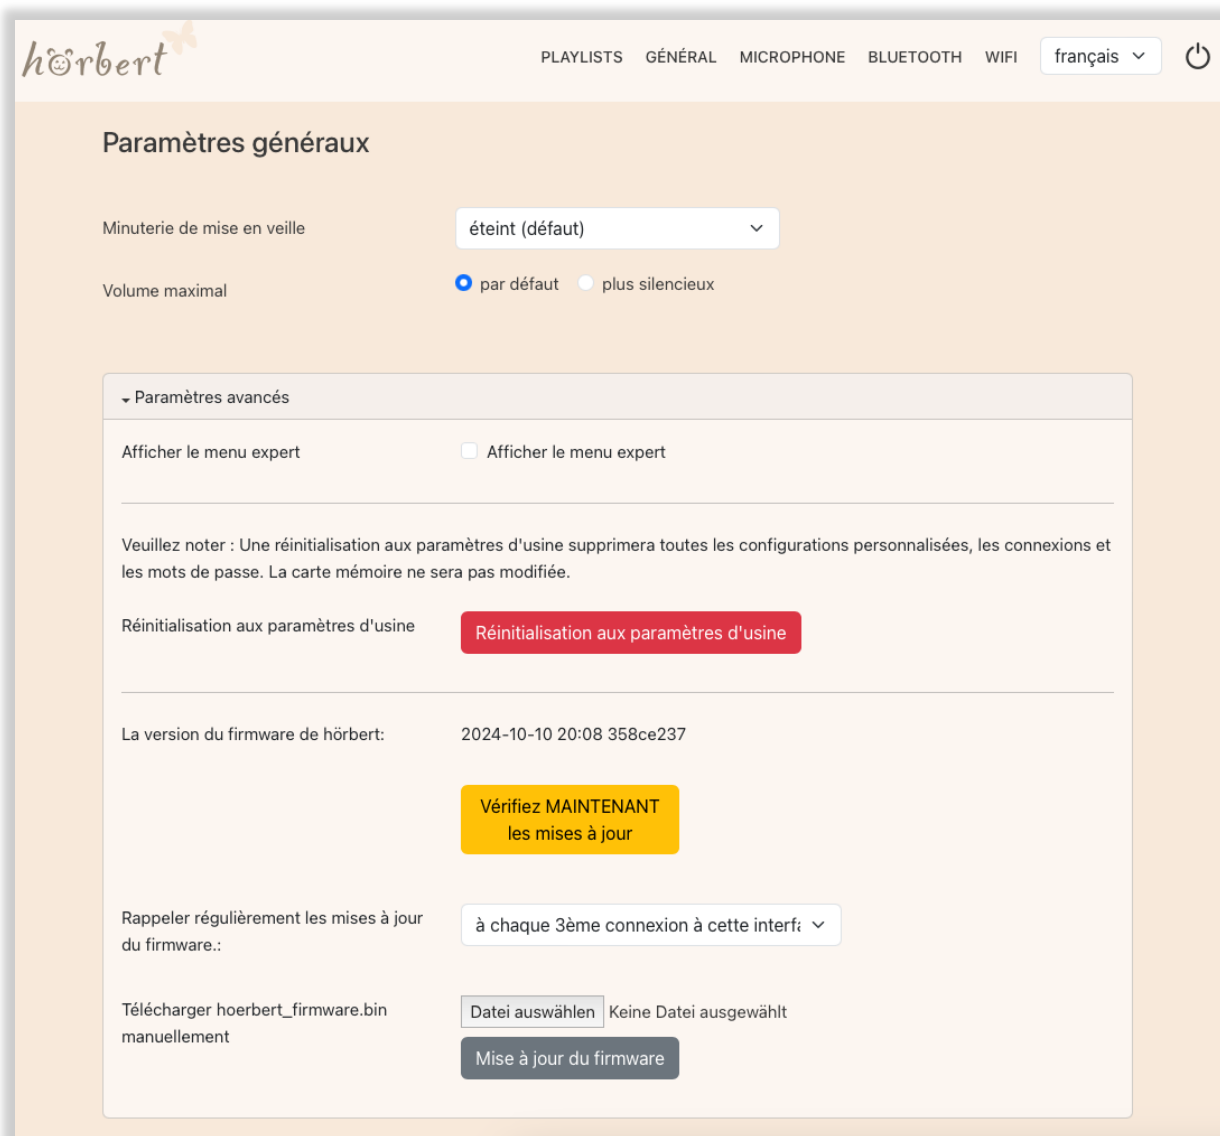 hörbert
PLAYLISTS GÉNÉRAL MICROPHONE BLUETOOTH WIFI français
Paramètres généraux
Minuterie de mise en veille éteint (défaut)
Volume maximal par défaut plus silencieux
Paramètres avancés
Afficher le menu expert Afficher le menu expert
Veuillez noter : Une réinitialisation aux paramètres d'usine supprimera toutes les configurations personnalisées, les connexions et
les mots de passe. La carte mémoire ne sera pas modifiée.
Réinitialisation aux paramètres d'usine Réinitialisation aux paramètres d'usine
La version du firmware de hörbert: 2024-10-10 20:08 358ce237
Vérifiez MAINTENANT
les mises à jour
Rappeler régulièrement les mises à jour
du firmware.:
à chaque 3ème connexion à cette interfa
Télécharger hoerbert_firmware.bin
manuellement
Datei auswählen Keine Datei ausgewählt
Mise à jour du firmware